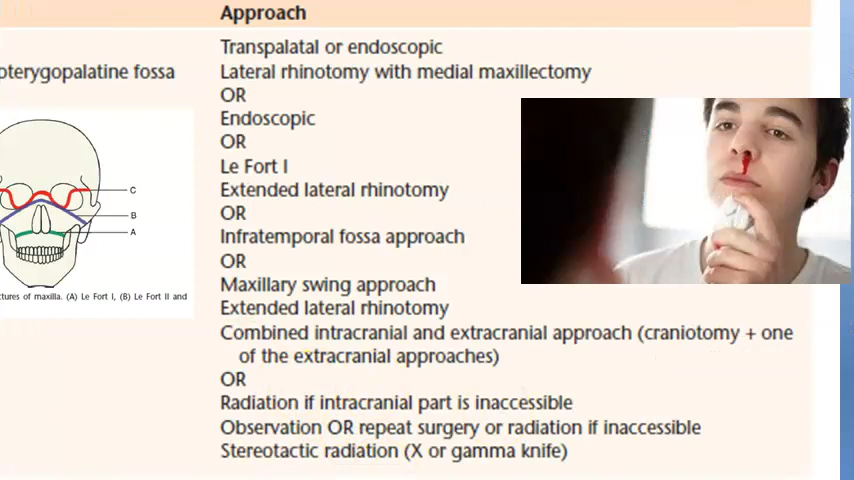 Approach
Transpalatal or endoscopic
pterygopalatine fossa
Lateral rhinotomy with medial maxillectomy
OR
Endoscopic
OR
Le Fort I
Extended lateral rhinotomy
OR
Infratemporal fossa approach
OR
Maxillary swing approach
Extended lateral rhinotomy
Combined intracranial and extracranial approach (craniotomy + one
of the extracranial approaches)
OR
Radiation if intracranial part is inaccessible
Observation OR repeat surgery or radiation if inaccessible
Stereotactic radiation (X or gamma knife)
C
B
A
ctures of maxilla. (A) Le Fort I, (B) Le Fort II and